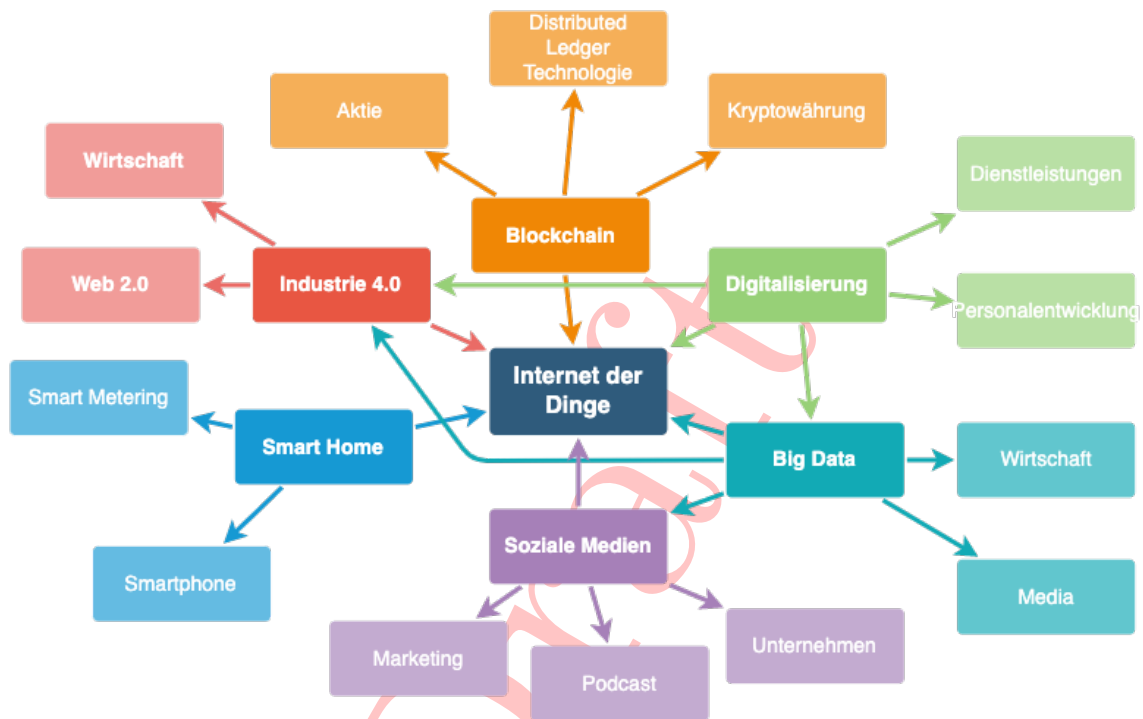 Distributed
Ledger
Technologie
Aktie
Kryptowährung
Wirtschaft
Dienstleistungen
Blockchain
Web 2.0
Industrie 4.0
Digitalisierung
Personalentwicklung
Internet der
Dinge
Smart Metering
Smart Home
Big Data
Wirtschaft
Soziale Medien
Smartphone
Media
Marketing
Podcast
Unternehmen